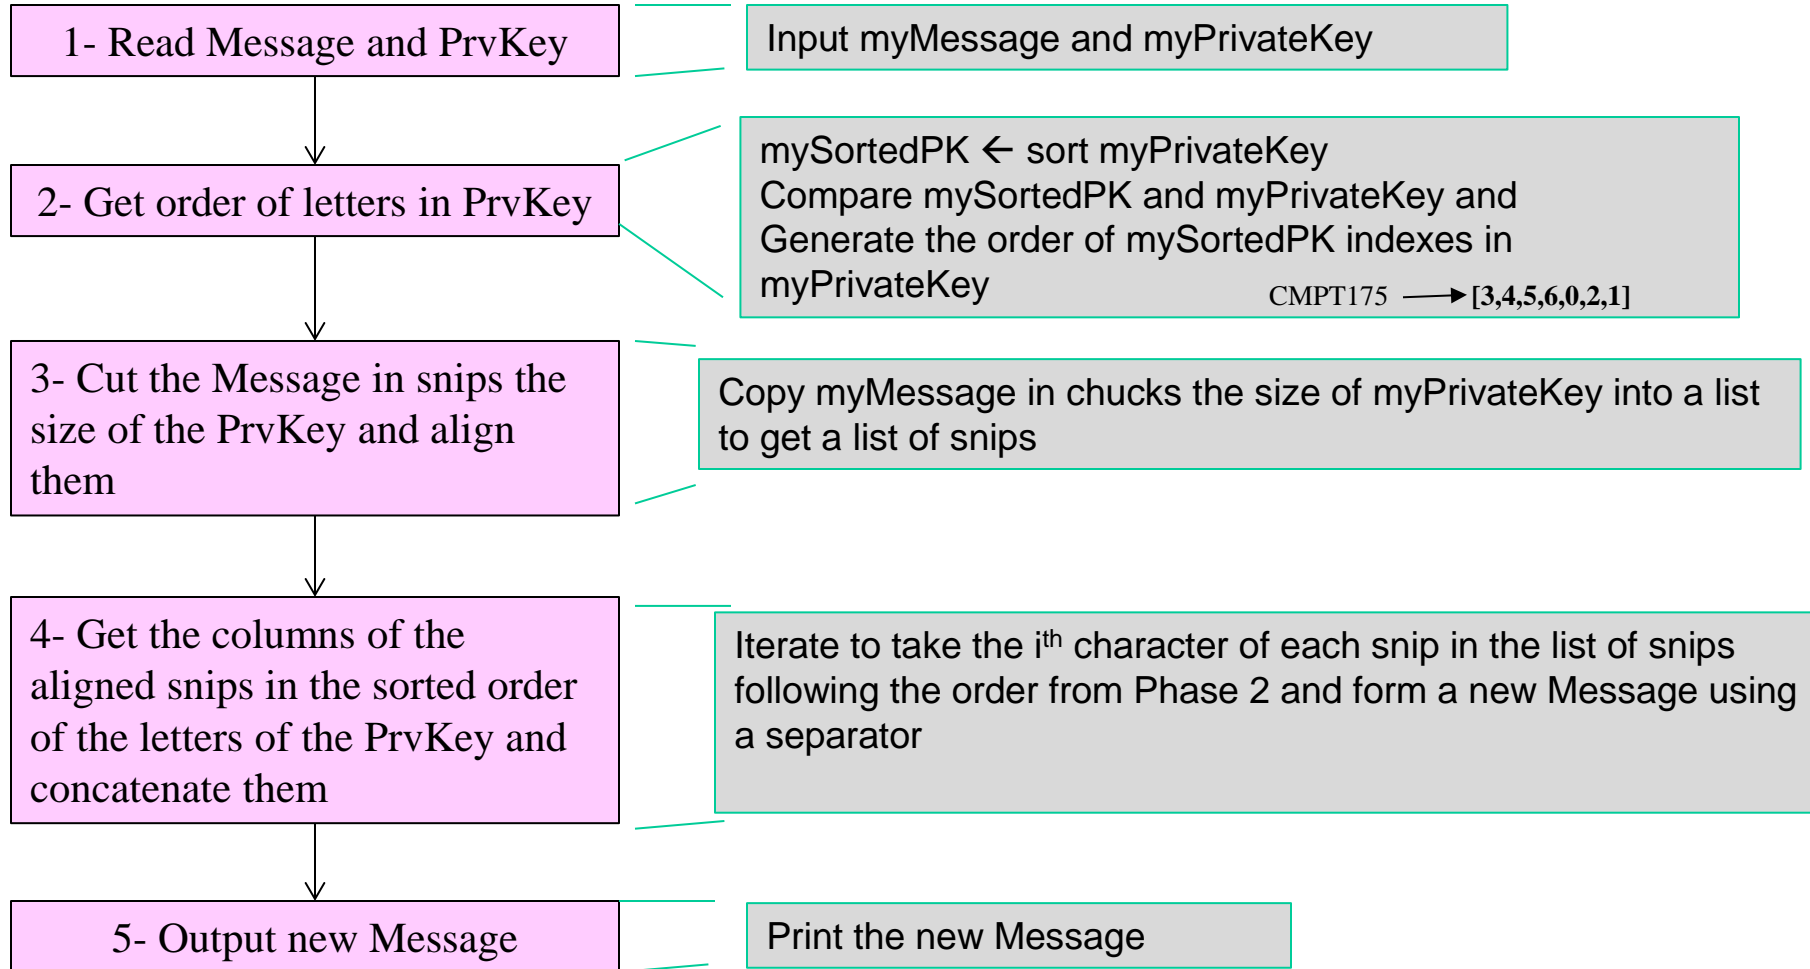 1- Read Message and PrvKey
Input myMessage and myPrivateKey
2- Get order of letters in PrvKey
mySortedPK ← sort myPrivateKey
Compare mySortedPK and myPrivateKey and
Generate the order of mySortedPK indexes in
myPrivateKey
CMPT175 → [3,4,5,6,0,2,1]
3- Cut the Message in snips the
size of the PrvKey and align
them
Copy myMessage in chucks the size of myPrivateKey into a list
to get a list of snips
4- Get the columns of the
aligned snips in the sorted order
of the letters of the PrvKey and
concatenate them
Iterate to take the ith character of each snip in the list of snips
following the order from Phase 2 and form a new Message using
a separator
5- Output new Message
Print the new Message